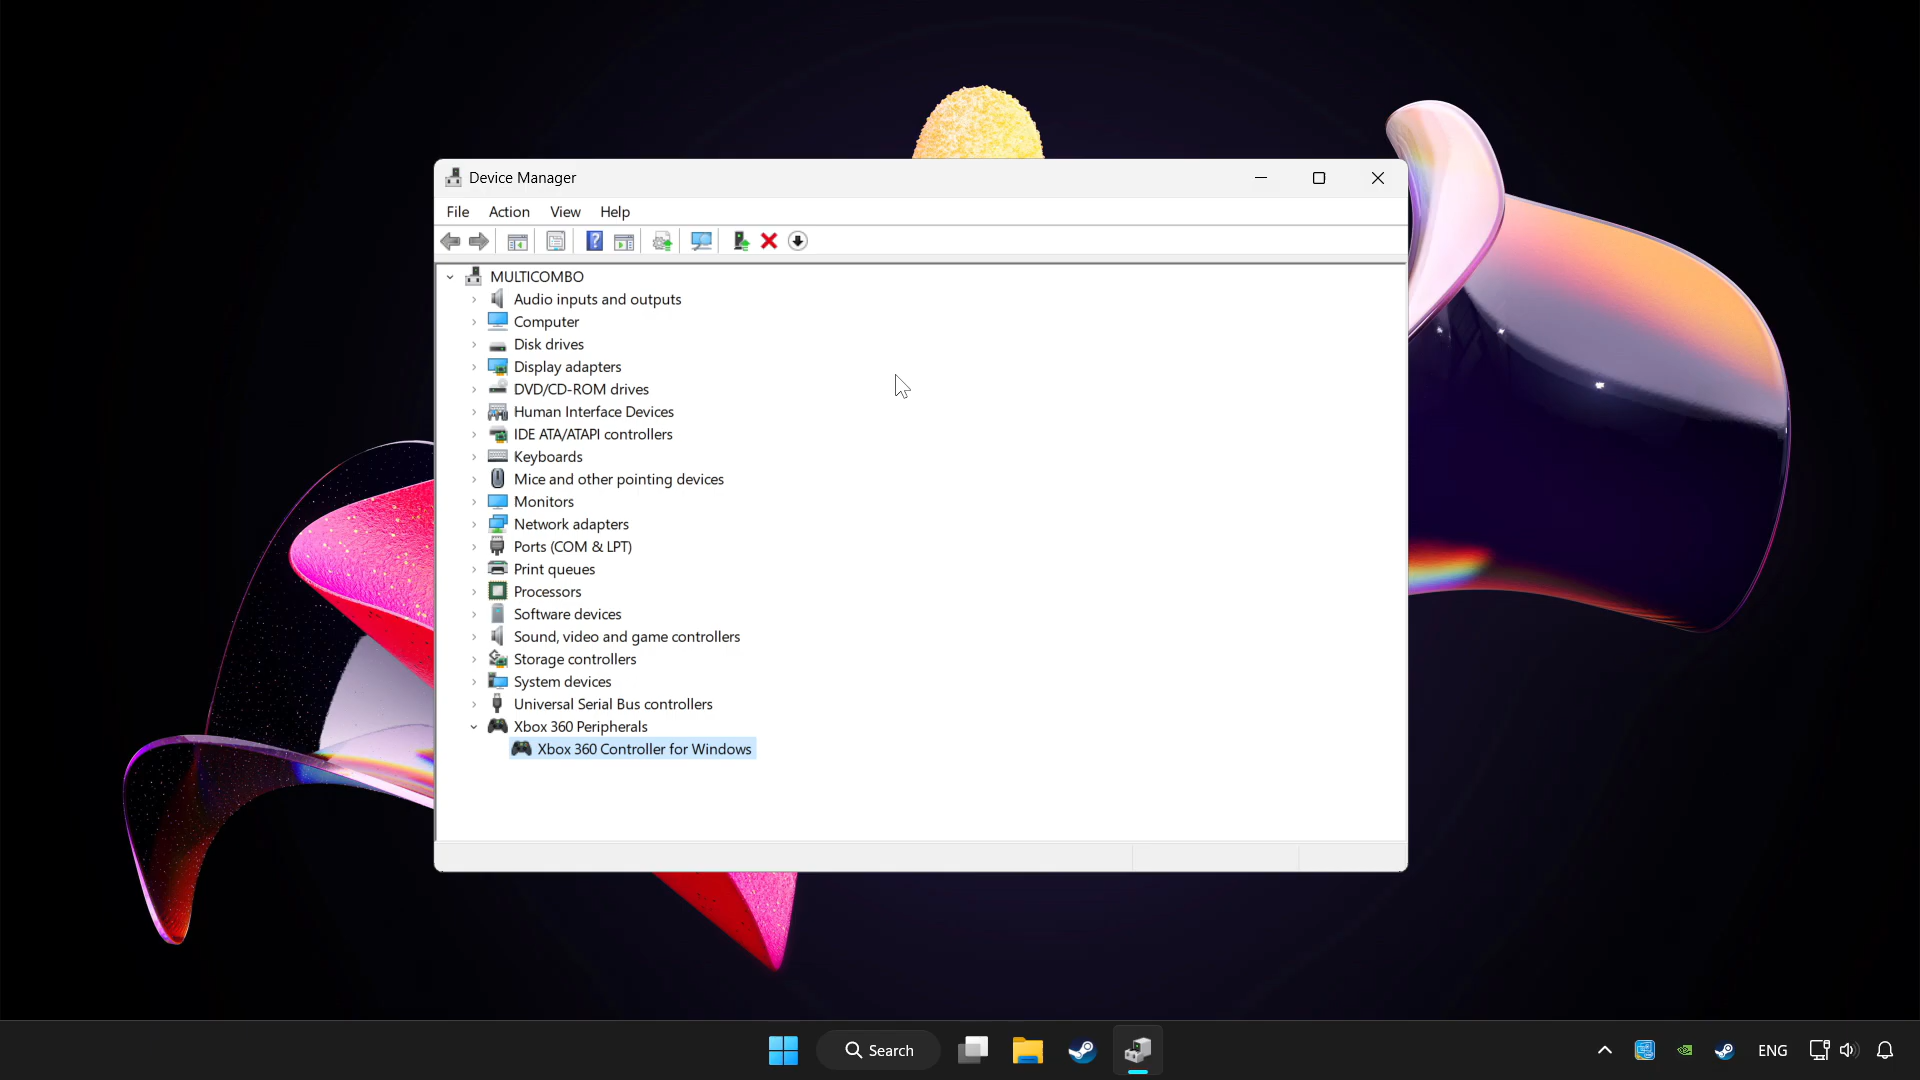 Device Manager
File Action View Help
MULTICOMBO
Audio inputs and outputs
Computer
Disk drives
Display adapters
DVD/CD-ROM drives
Human Interface Devices
IDE ATA/ATAPI controllers
Keyboards
Mice and other pointing devices
Monitors
Network adapters
Ports (COM & LPT)
Print queues
Processors
Software devices
Sound, video and game controllers
Storage controllers
System devices
Universal Serial Bus controllers
Xbox 360 Peripherals
Xbox 360 Controller for Windows
Search
ENG